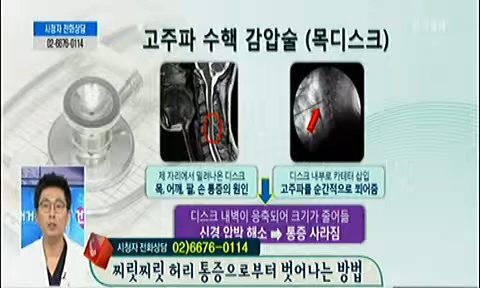 시청자 전화상담
02-6676-0114
고주파 수핵 감압술 (목디스크)
제 자리에서 밀려나온 디스크
목, 어깨, 팔, 손 통증의 원인
디스크 내부로 카테터 삽입
고주파를 순간적으로 쬐어줌
디스크 내벽이 응축되어 크기가 줄어듦
신경 압박 해소 ➡ 통증 사라짐
시청자 전화상담 02)6676-0114
찌릿찌릿 허리 통증으로부터 벗어나는 방법